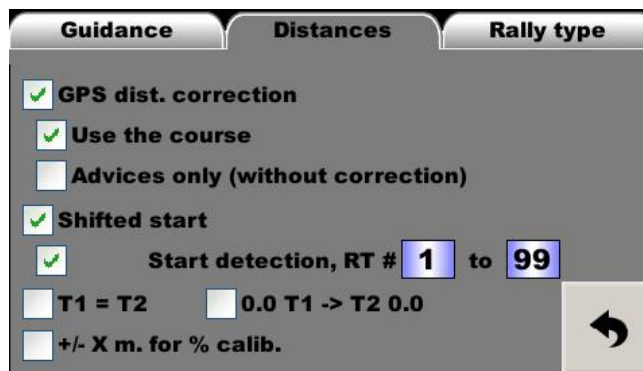 Guidance Distances Rally type
GPS dist. correction
Use the course
Advices only (without correction)
Shifted start
Start detection, RT # 1 to 99
T1 = T2 0.0 T1 -> T2 0.0
+/- X m. for % calib.